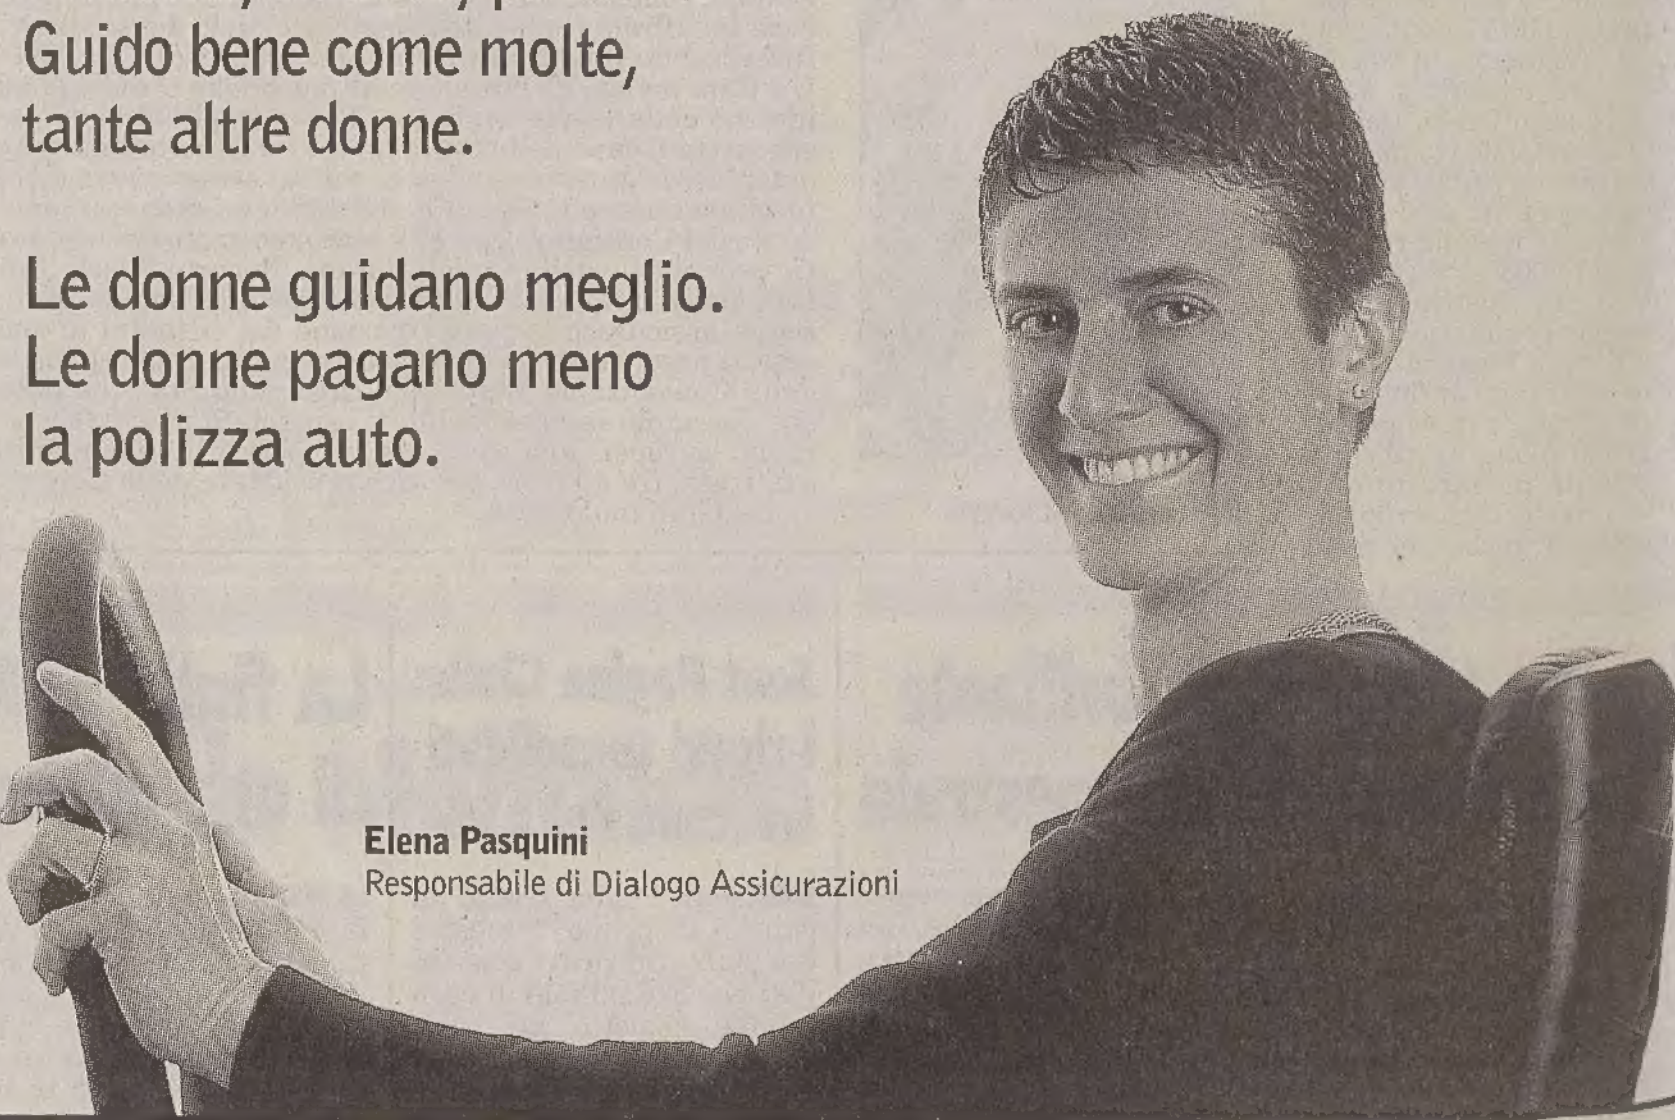 Guido bene come molte,
tante altre donne.
Le donne guidano meglio.
Le donne pagano meno
la polizza auto.
Elena Pasquini
Responsabile di Dialogo Assicurazioni